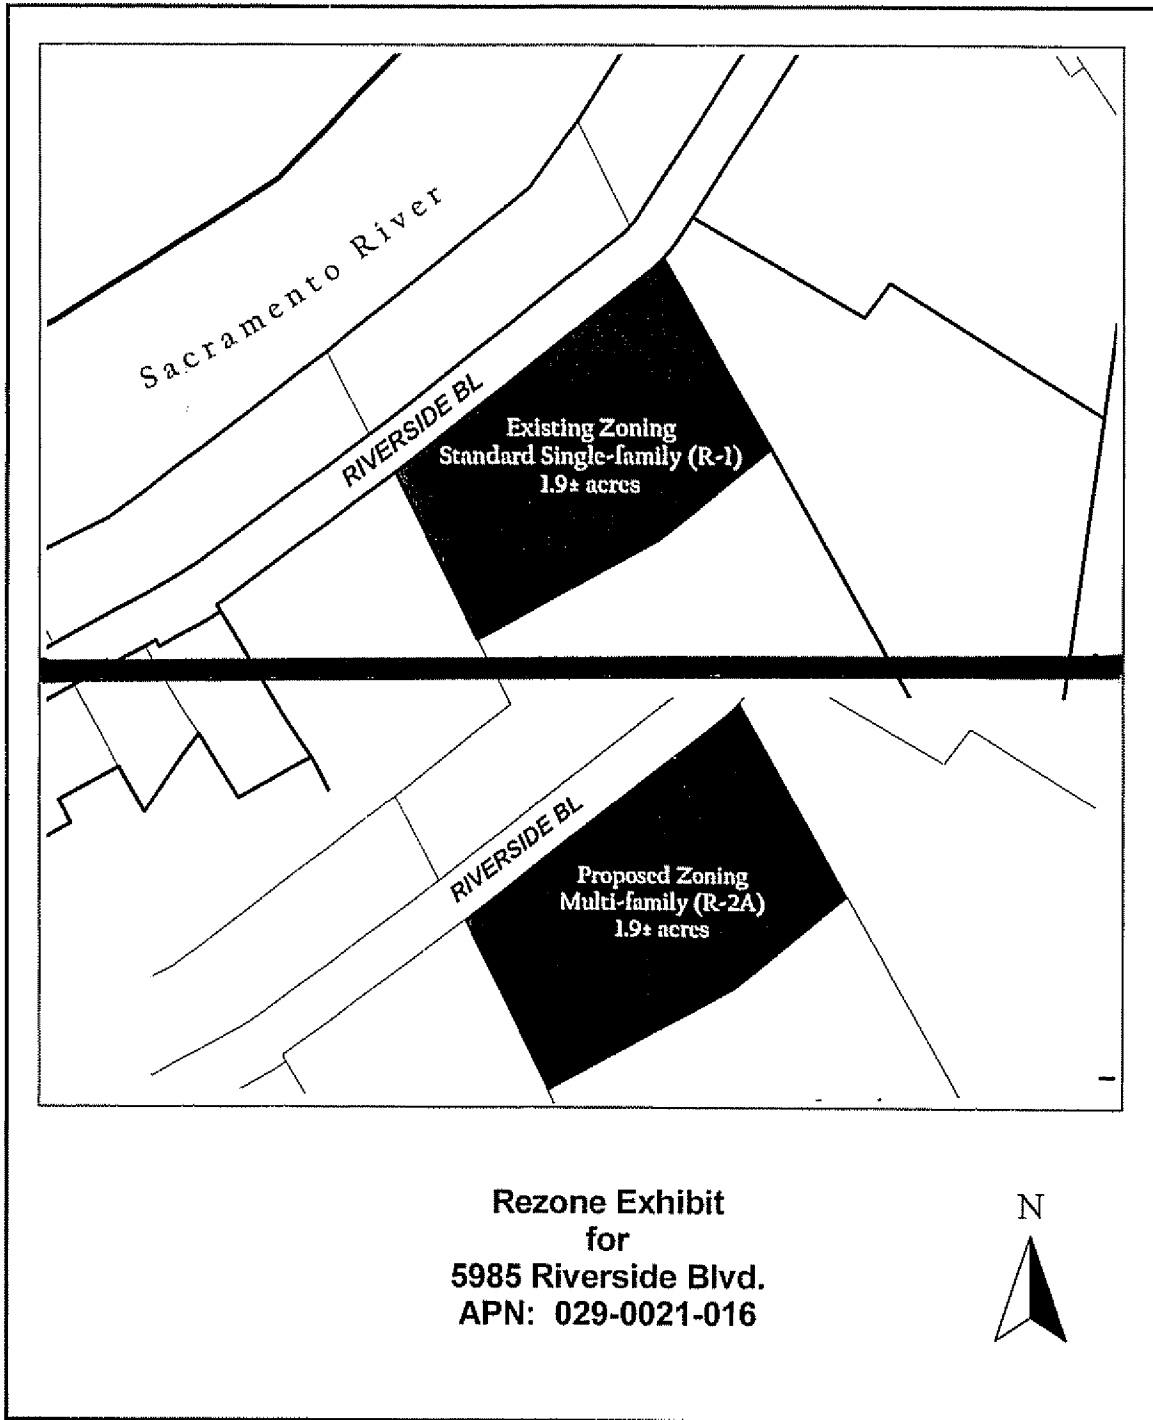 Sacramento River
RIVERSIDE BL
Existing Zoning
Standard Single-family (R-1)
1.9± acres
RIVERSIDE BL
Proposed Zoning
Multi-family (R-2A)
1.9± acres
Rezone Exhibit
for
5985 Riverside Blvd.
APN: 029-0021-016
N